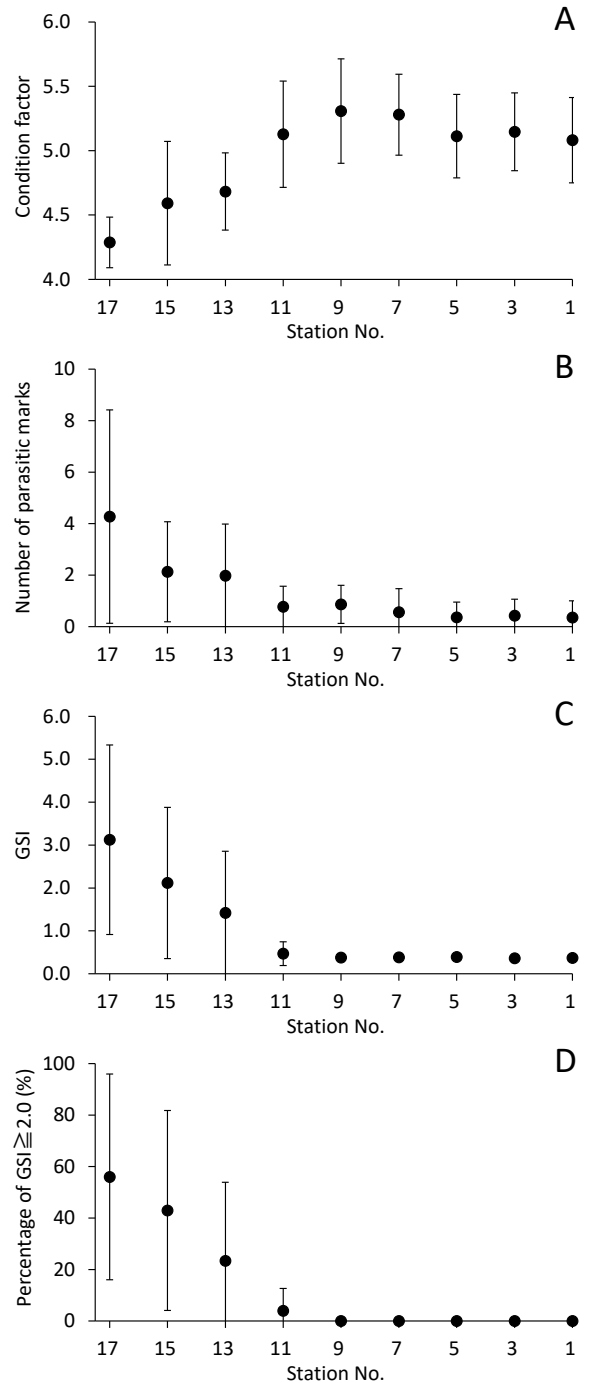 A
Condition factor
6.0
5.5
5.0
4.5
4.0
17 15 13 11 9 7 5 3 1
Station No.
B
Number of parasitic marks
10
8
6
4
2
0
17 15 13 11 9 7 5 3 1
Station No.
C
GSI
6.0
5.0
4.0
3.0
2.0
1.0
0.0
17 15 13 11 9 7 5 3 1
Station No.
D
Percentage of GSI≧2.0 (%)
100
80
60
40
20
0
17 15 13 11 9 7 5 3 1
Station No.